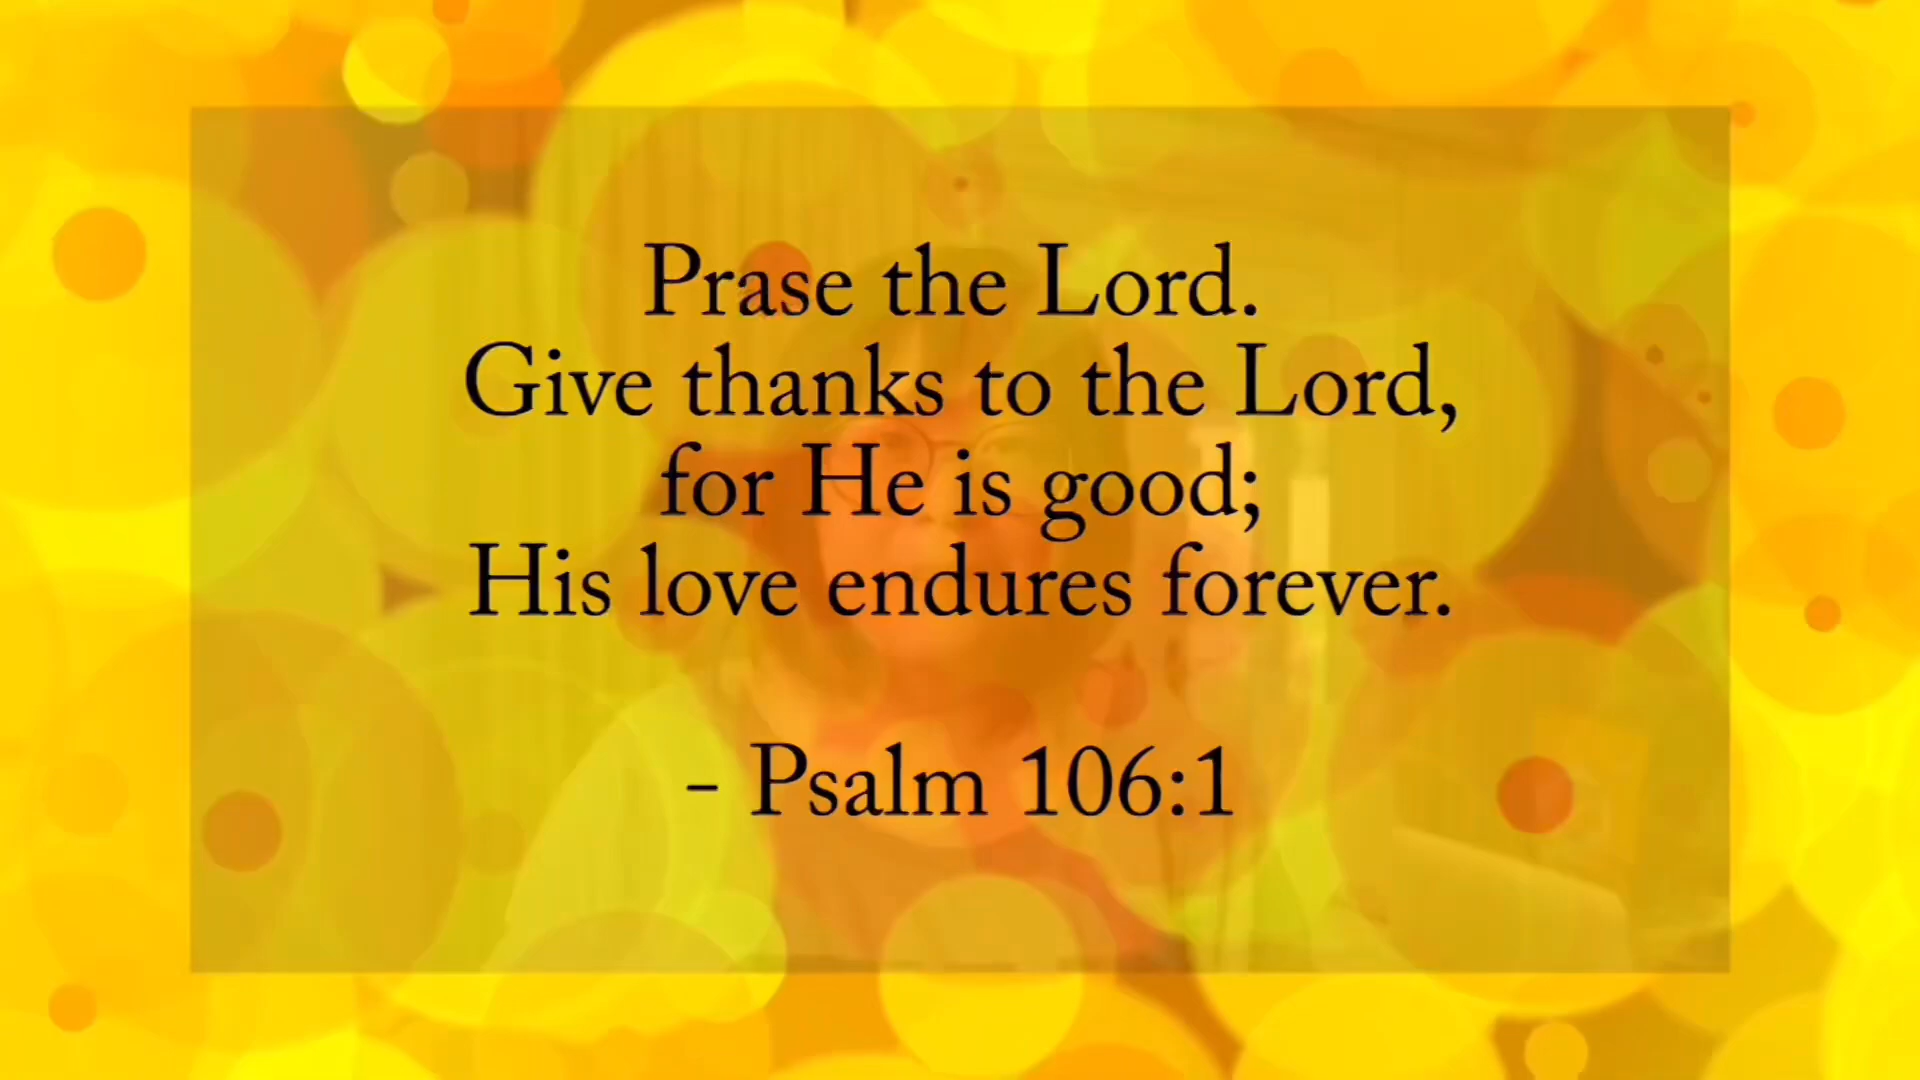 Prase the Lord.
Give thanks to the Lord,
for He is good;
His love endures forever.
- Psalm 106:1